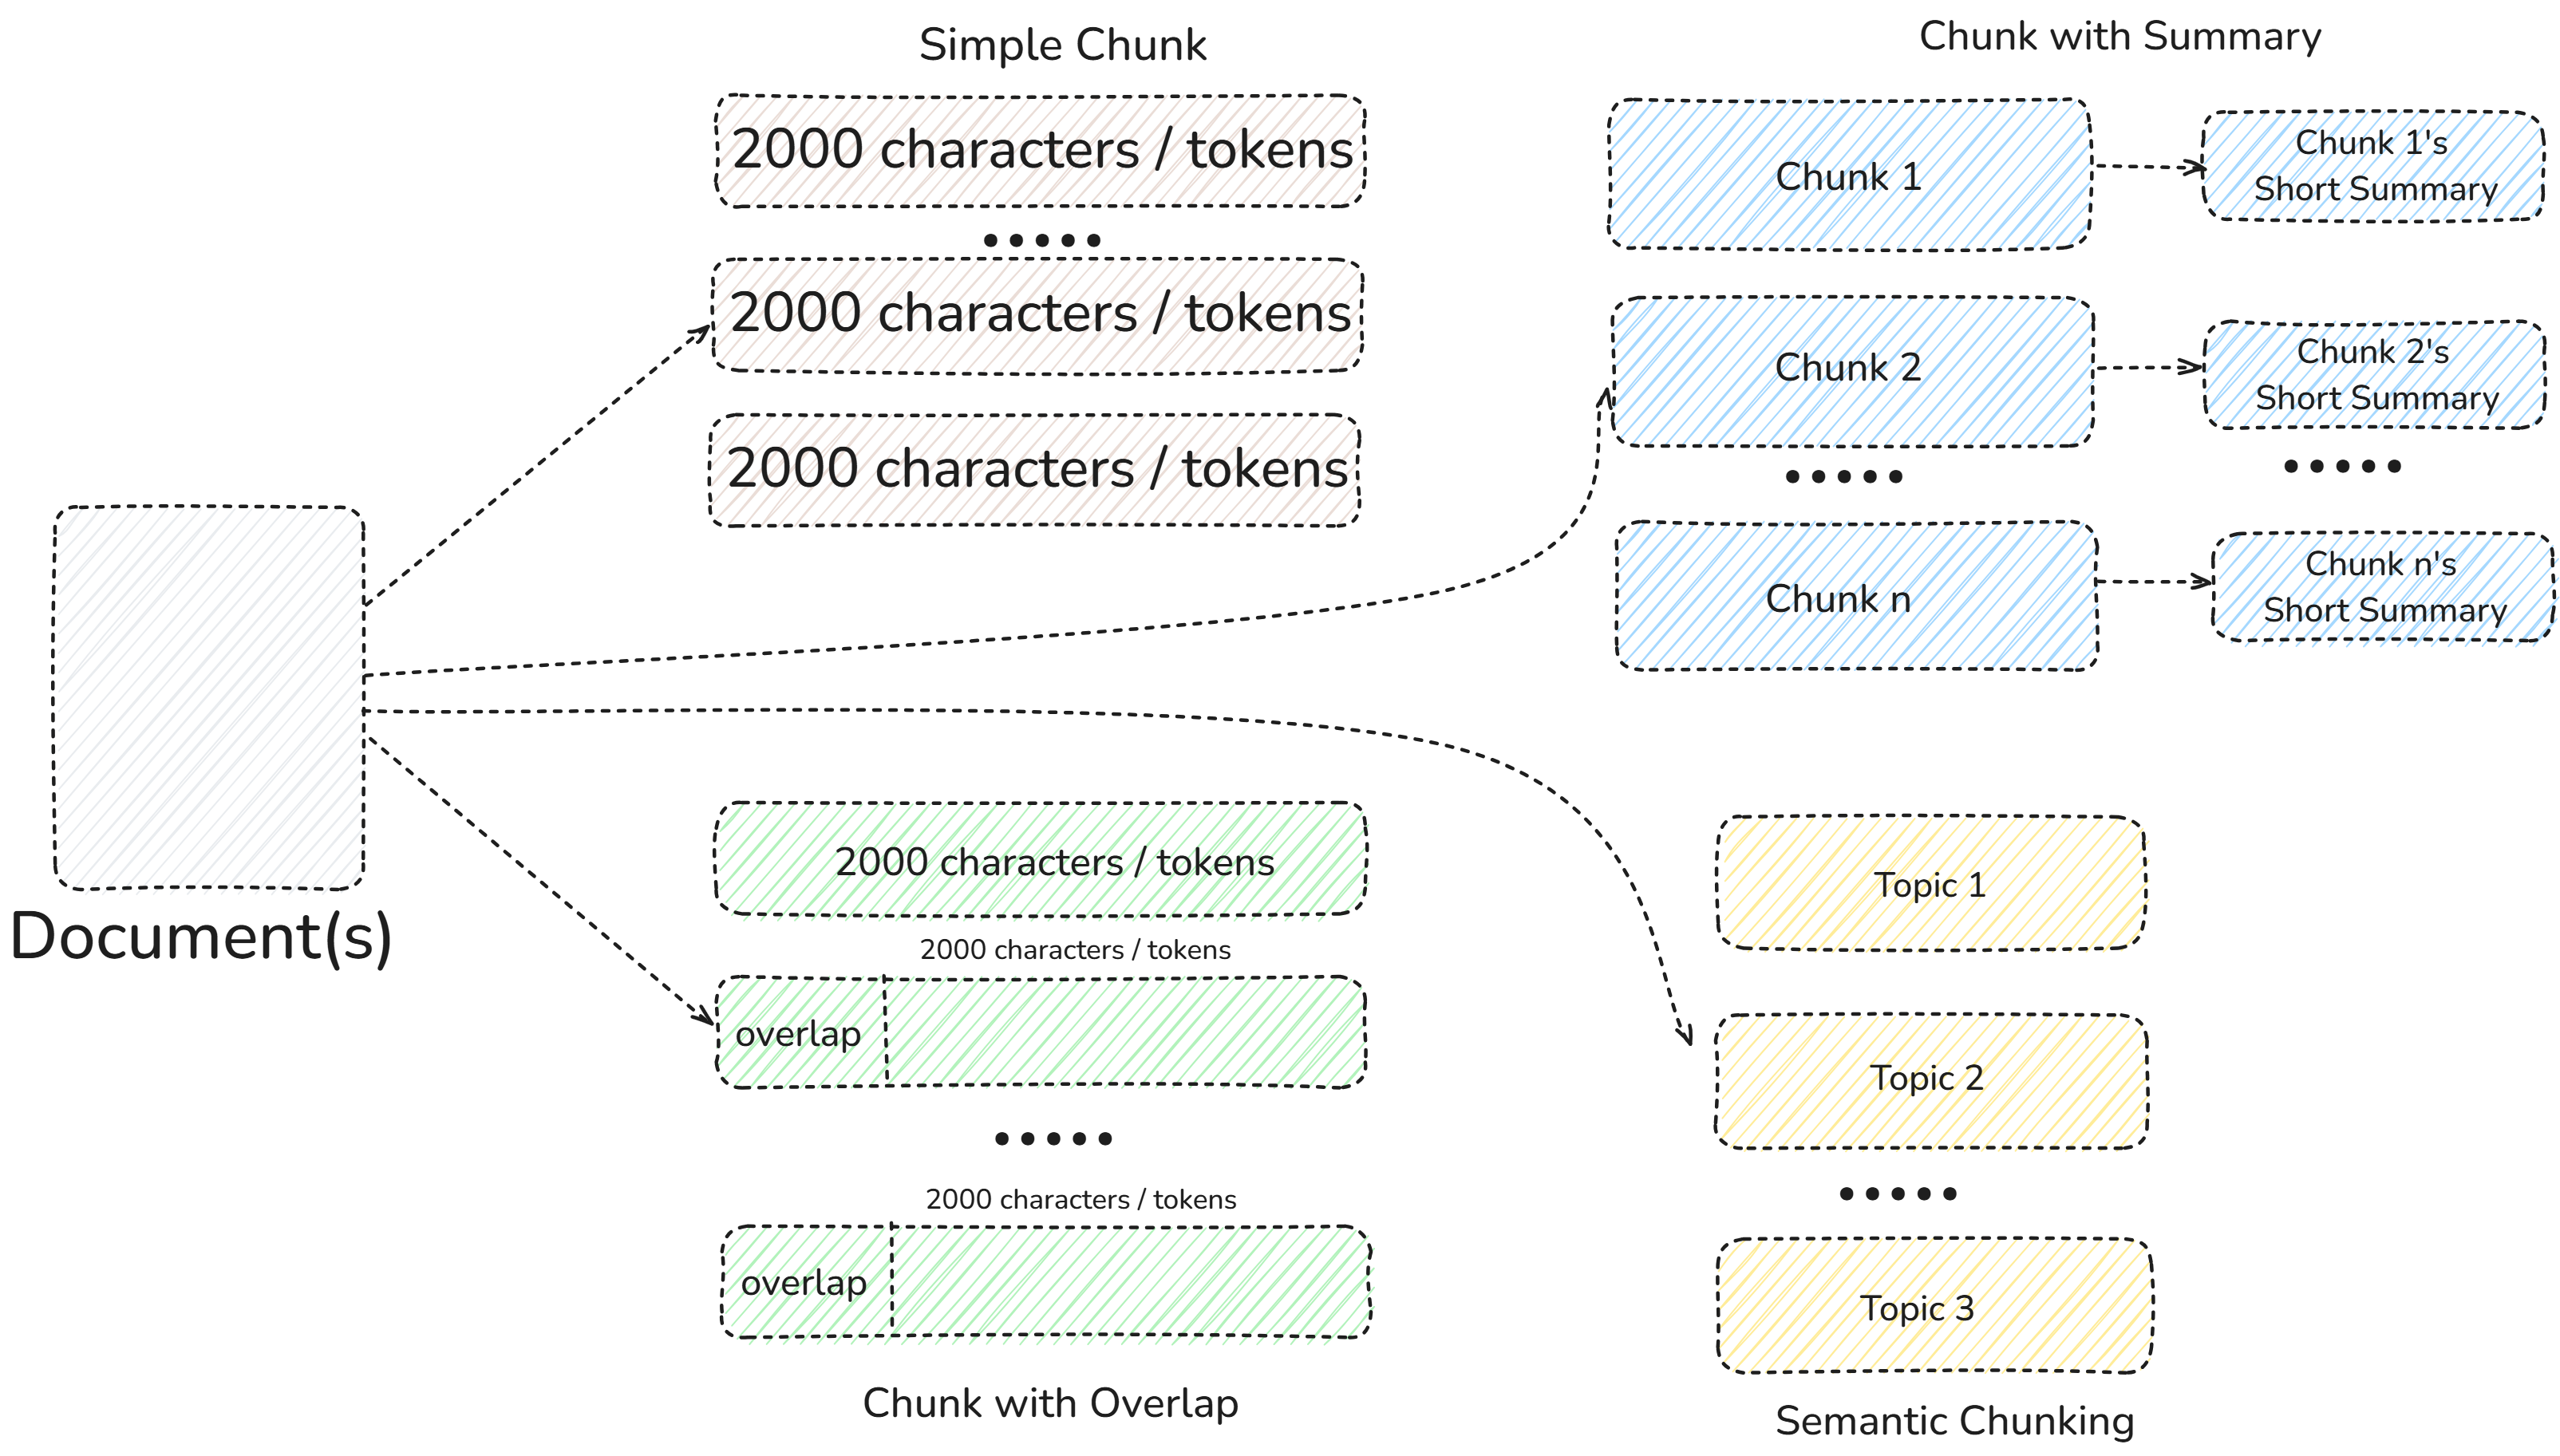 Simple Chunk
2000 characters / tokens
2000 characters / tokens
2000 characters / tokens
Chunk with Summary
Chunk 1
Chunk 1's
Short Summary
Chunk 2
Chunk 2's
Short Summary
Chunk n
Chunk n's
Short Summary
Document(s)
2000 characters / tokens
2000 characters / tokens
overlap
2000 characters / tokens
overlap
Chunk with Overlap
Topic 1
Topic 2
Topic 3
Semantic Chunking